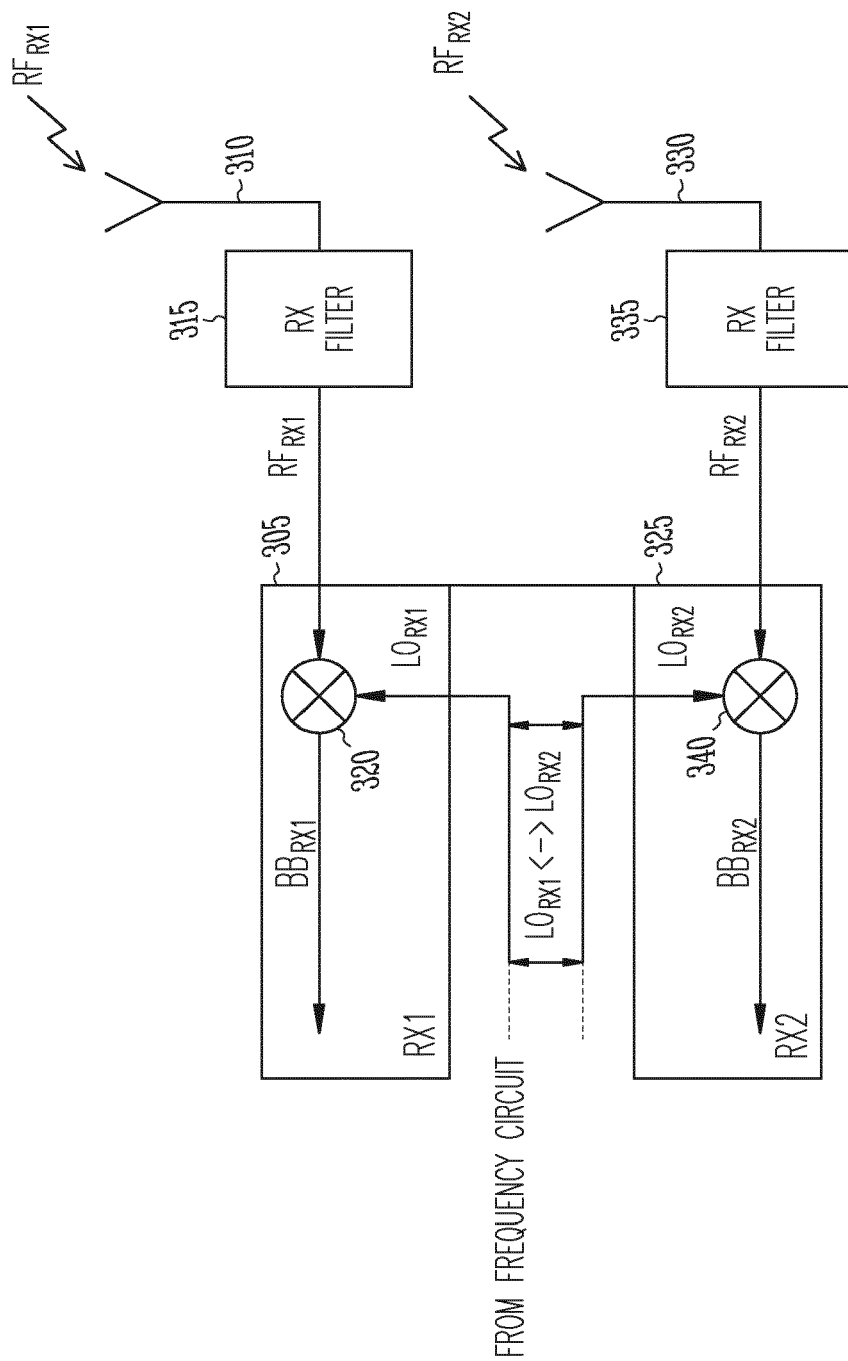 RF_RX1
310
315
RX
FILTER
RF_RX1
305
LO_RX1
320
BB_RX1
RX1
FROM FREQUENCY CIRCUIT
LO_RX1 <-> LO_RX2
RF_RX2
330
335
RX
FILTER
RF_RX2
325
LO_RX2
340
BB_RX2
RX2